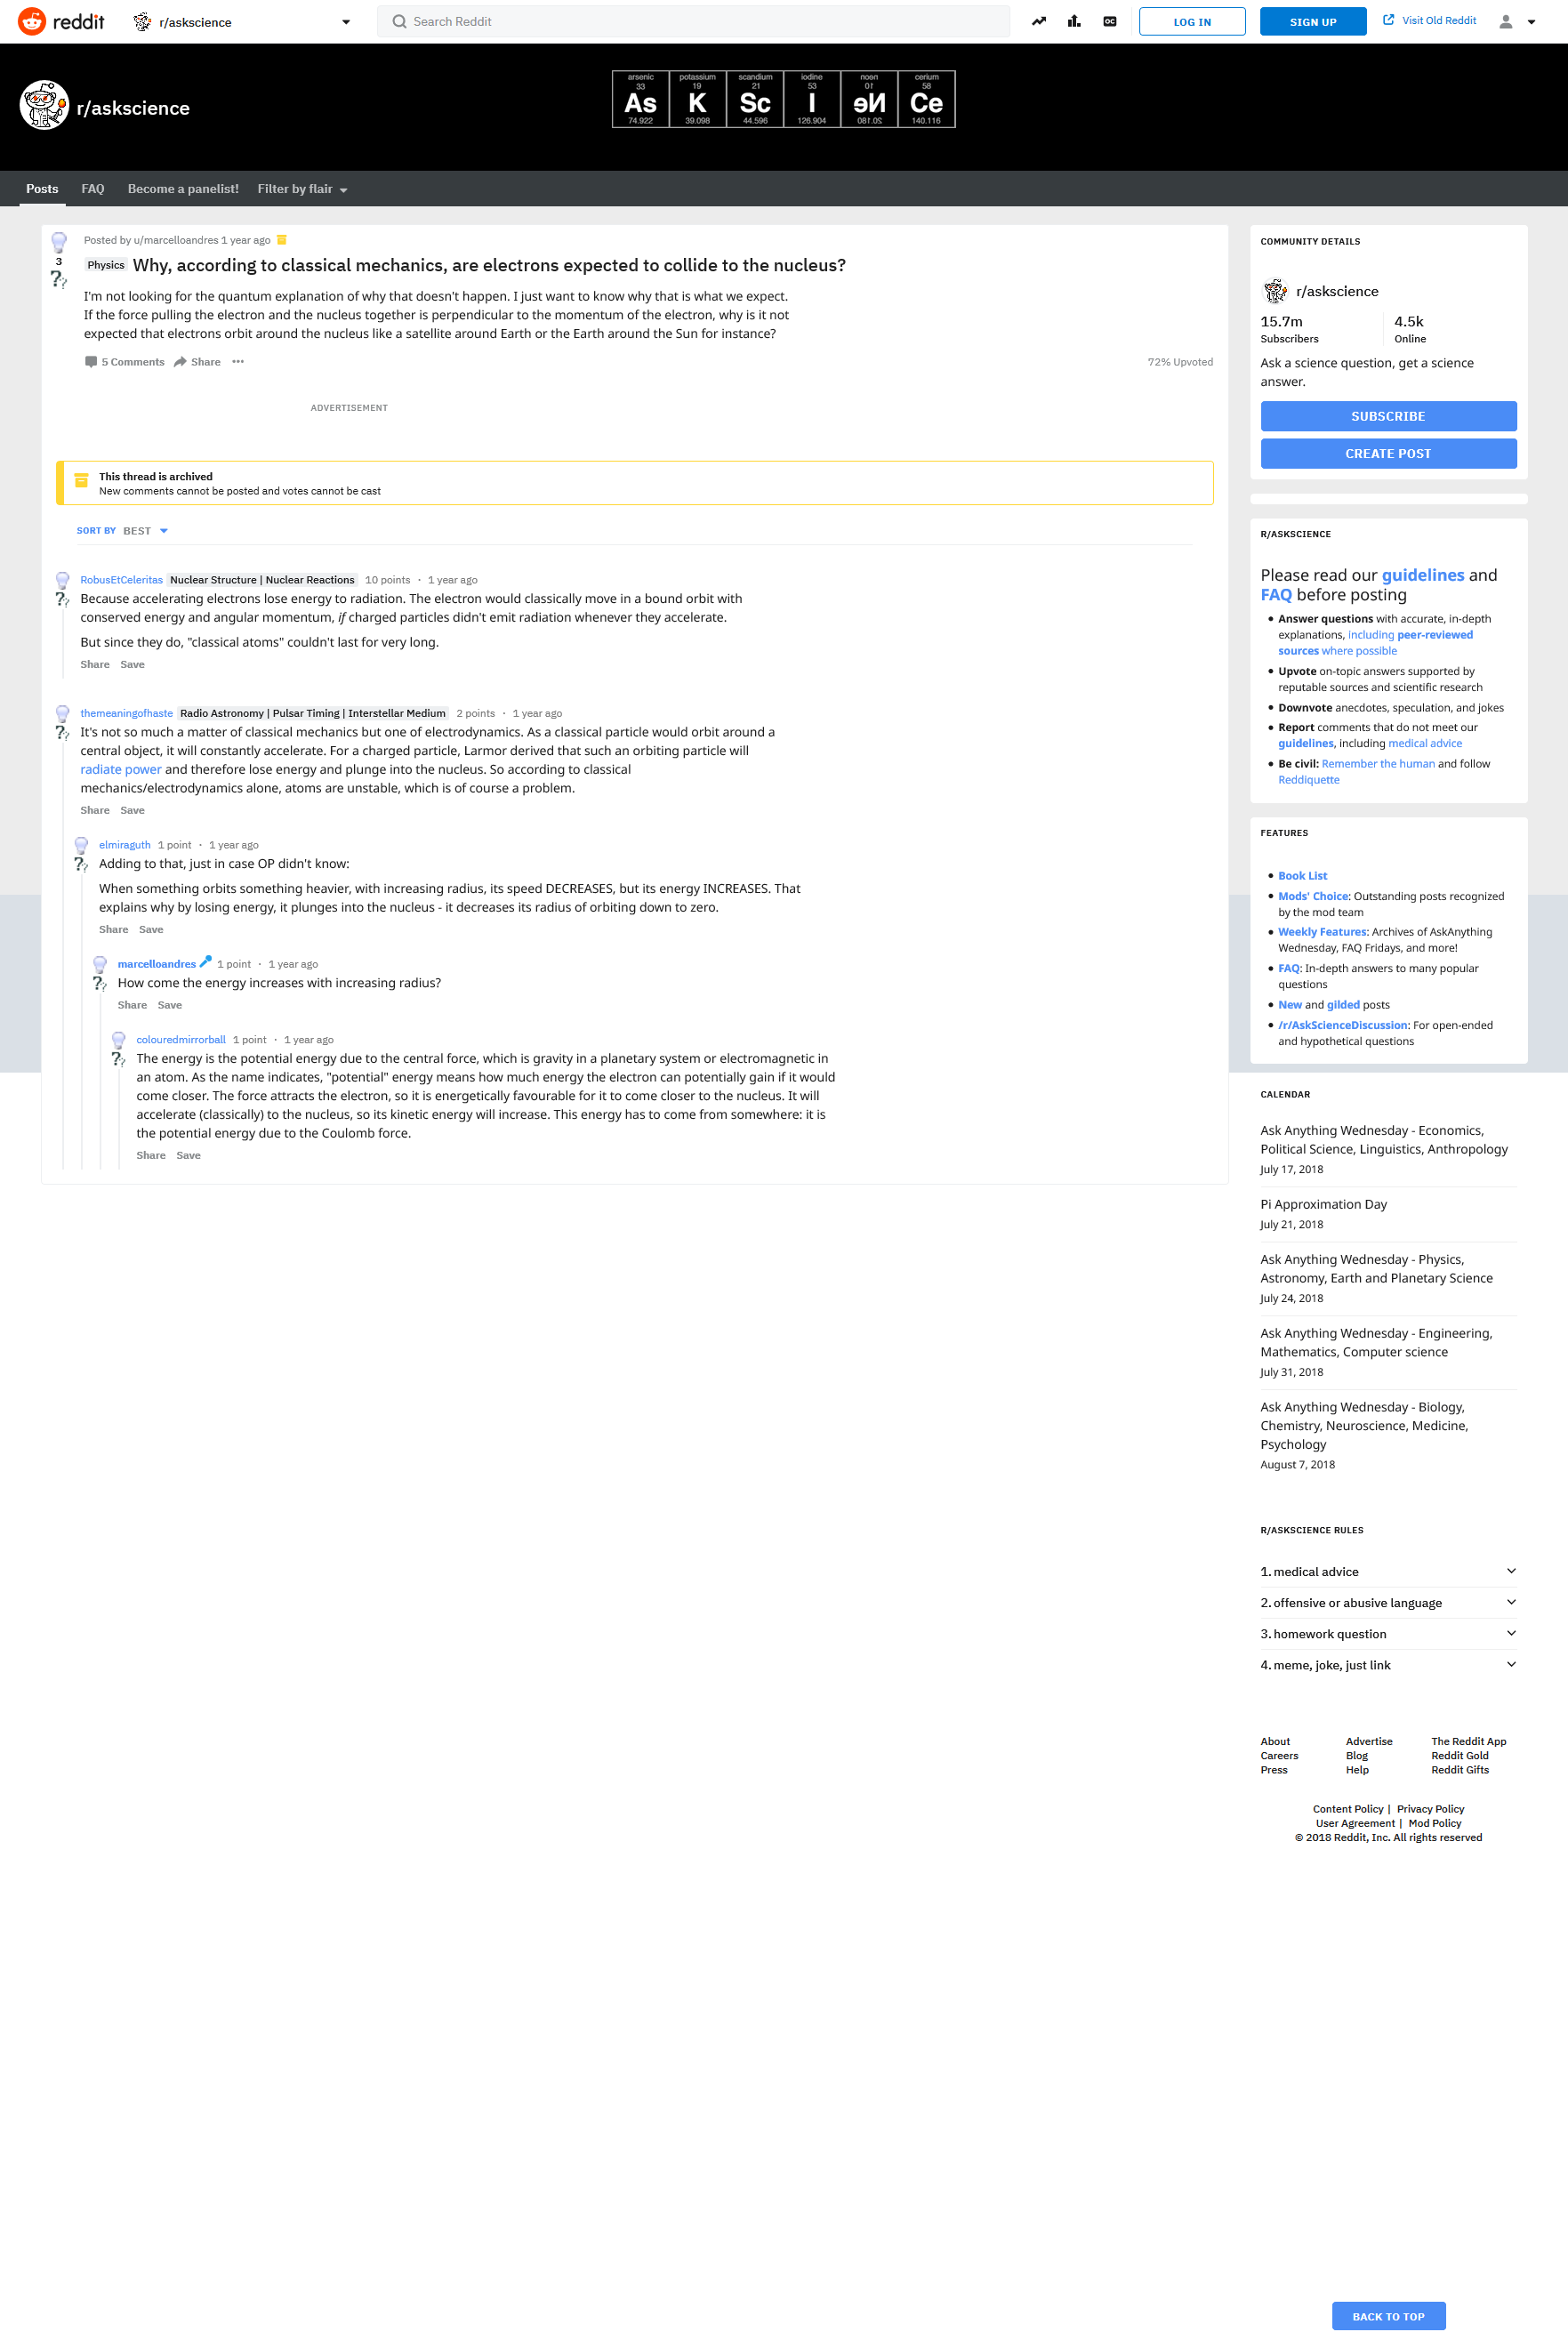 reddit
r/askscience
Search Reddit
OC
LOG IN
SIGN UP
Visit Old Reddit
r/askscience
arsenic potassium scandium iodine neon cerium
33 19 21 53 10 58
As K Sc I Ne Ce
74.922 39.098 44.596 126.904 20.180 140.116
Posts FAQ Become a panelist! Filter by flair
Posted by u/marcelloandres 1 year ago
3
Physics Why, according to classical mechanics, are electrons expected to collide to the nucleus?
I'm not looking for the quantum explanation of why that doesn't happen. I just want to know why that is what we expect.
If the force pulling the electron and the nucleus together is perpendicular to the momentum of the electron, why is it not
expected that electrons orbit around the nucleus like a satellite around Earth or the Earth around the Sun for instance?
5 Comments Share ••• 72% Upvoted
ADVERTISEMENT
This thread is archived
New comments cannot be posted and votes cannot be cast
SORT BY BEST
RobusEtCeleritas Nuclear Structure | Nuclear Reactions 10 points · 1 year ago
Because accelerating electrons lose energy to radiation. The electron would classically move in a bound orbit with
conserved energy and angular momentum, if charged particles didn't emit radiation whenever they accelerate.
But since they do, "classical atoms" couldn't last for very long.
Share Save
themeaningofhaste Radio Astronomy | Pulsar Timing | Interstellar Medium 2 points · 1 year ago
It's not so much a matter of classical mechanics but one of electrodynamics. As a classical particle would orbit around a
central object, it will constantly accelerate. For a charged particle, Larmor derived that such an orbiting particle will
radiate power and therefore lose energy and plunge into the nucleus. So according to classical
mechanics/electrodynamics alone, atoms are unstable, which is of course a problem.
Share Save
elmiraguth 1 point · 1 year ago
Adding to that, just in case OP didn't know:
When something orbits something heavier, with increasing radius, its speed DECREASES, but its energy INCREASES. That
explains why by losing energy, it plunges into the nucleus - it decreases its radius of orbiting down to zero.
Share Save
marcelloandres 1 point · 1 year ago
How come the energy increases with increasing radius?
Share Save
colouredmirrorball 1 point · 1 year ago
The energy is the potential energy due to the central force, which is gravity in a planetary system or electromagnetic in
an atom. As the name indicates, "potential" energy means how much energy the electron can potentially gain if it would
come closer. The force attracts the electron, so it is energetically favourable for it to come closer to the nucleus. It will
accelerate (classically) to the nucleus, so its kinetic energy will increase. This energy has to come from somewhere: it is
the potential energy due to the Coulomb force.
Share Save
COMMUNITY DETAILS
r/askscience
15.7m 4.5k
Subscribers Online
Ask a science question, get a science
answer.
SUBSCRIBE
CREATE POST
R/ASKSCIENCE
Please read our guidelines and
FAQ before posting
• Answer questions with accurate, in-depth
explanations, including peer-reviewed
sources where possible
• Upvote on-topic answers supported by
reputable sources and scientific research
• Downvote anecdotes, speculation, and jokes
• Report comments that do not meet our
guidelines, including medical advice
• Be civil: Remember the human and follow
Reddiquette
FEATURES
• Book List
• Mods' Choice: Outstanding posts recognized
by the mod team
• Weekly Features: Archives of AskAnything
Wednesday, FAQ Fridays, and more!
• FAQ: In-depth answers to many popular
questions
• New and gilded posts
• /r/AskScienceDiscussion: For open-ended
and hypothetical questions
CALENDAR
Ask Anything Wednesday - Economics,
Political Science, Linguistics, Anthropology
July 17, 2018
Pi Approximation Day
July 21, 2018
Ask Anything Wednesday - Physics,
Astronomy, Earth and Planetary Science
July 24, 2018
Ask Anything Wednesday - Engineering,
Mathematics, Computer science
July 31, 2018
Ask Anything Wednesday - Biology,
Chemistry, Neuroscience, Medicine,
Psychology
August 7, 2018
R/ASKSCIENCE RULES
1. medical advice
2. offensive or abusive language
3. homework question
4. meme, joke, just link
About Advertise The Reddit App
Careers Blog Reddit Gold
Press Help Reddit Gifts
Content Policy | Privacy Policy
User Agreement | Mod Policy
© 2018 Reddit, Inc. All rights reserved
BACK TO TOP